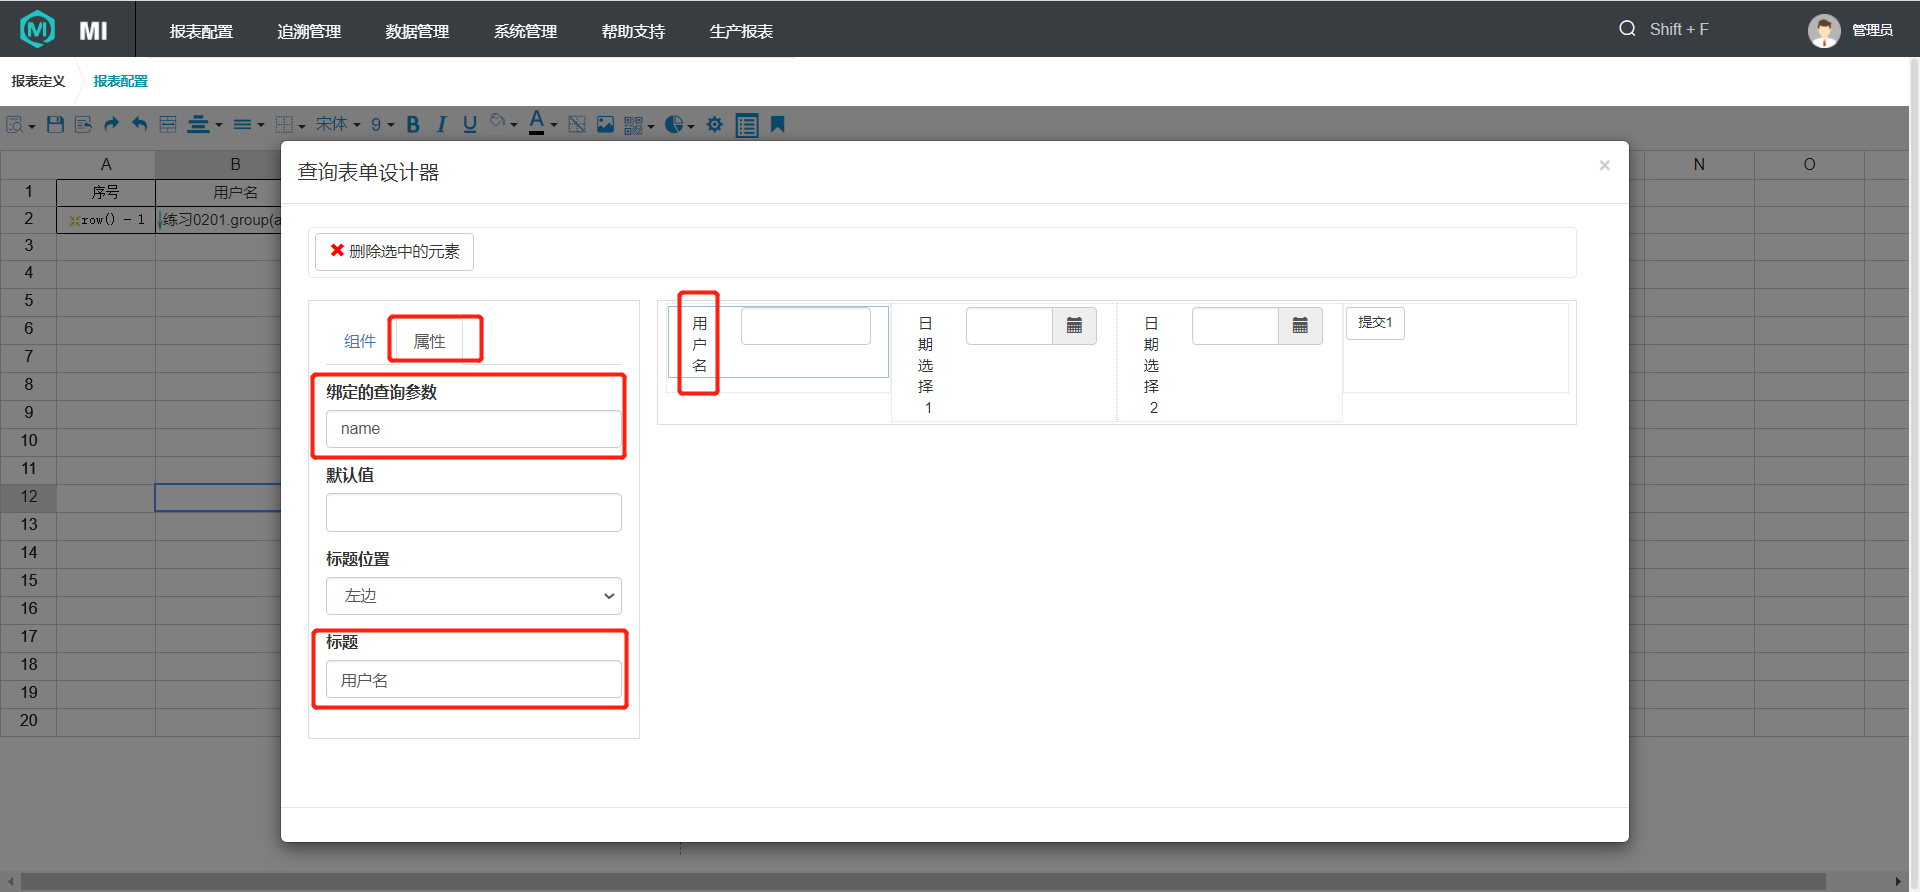 MI
报表配置
追溯管理
数据管理
系统管理
帮助支持
生产报表
Shift + F
管理员
报表定义
报表配置
宋体
9
B
I
U
A
A
B
N
O
1
序号
用户名
2
row() - 1
练习0201.group(a
3
4
5
6
7
8
9
10
11
12
13
14
15
16
17
18
19
20
查询表单设计器
×
删除选中的元素
组件
属性
绑定的查询参数
name
默认值
标题位置
左边
标题
用户名
用
户
名
日
期
选
择
1
日
期
选
择
2
提交1